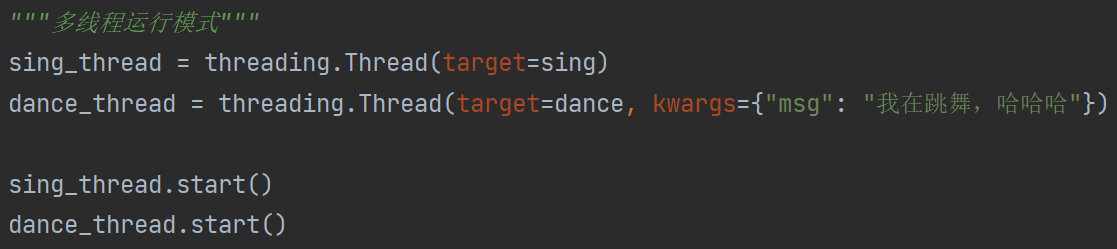 """多线程运行模式"""
sing_thread = threading.Thread(target=sing)
dance_thread = threading.Thread(target=dance, kwargs={"msg": "我在跳舞，哈哈哈"})
sing_thread.start()
dance_thread.start()